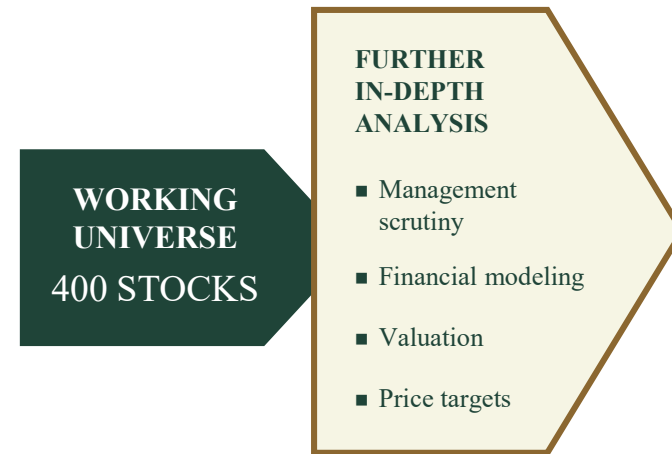 WORKING
UNIVERSE
400 STOCKS
FURTHER
IN-DEPTH
ANALYSIS
■ Management
scrutiny
■ Financial modeling
■ Valuation
■ Price targets